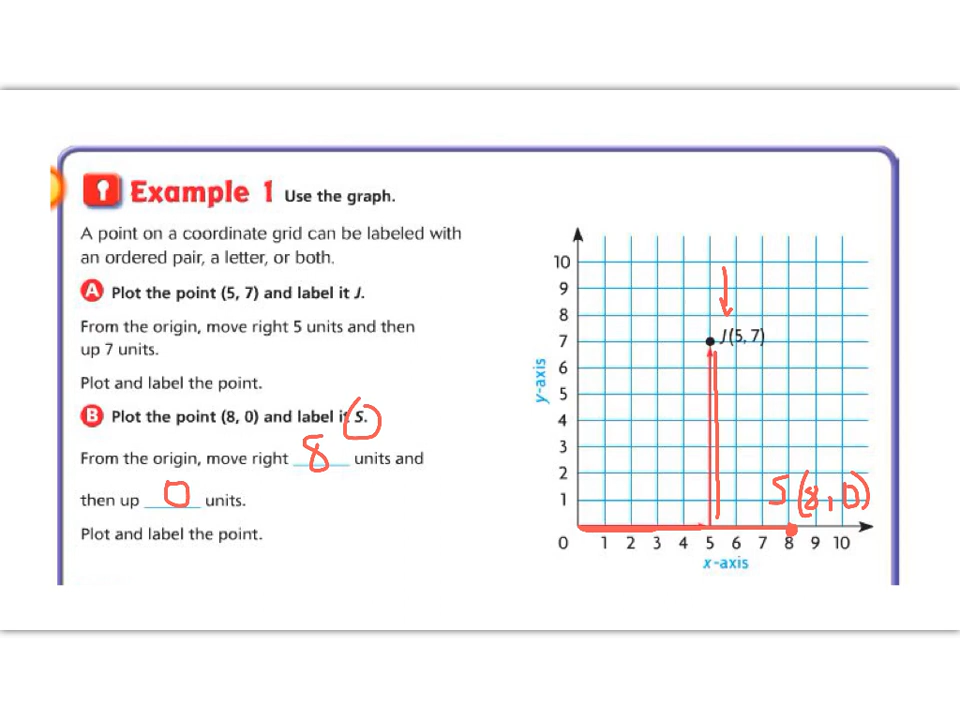 Example 1 Use the graph.
A point on a coordinate grid can be labeled with
an ordered pair, a letter, or both.
A Plot the point (5, 7) and label it J.
From the origin, move right 5 units and then
up 7 units.
Plot and label the point.
B Plot the point (8, 0) and label it S.
From the origin, move right 8 units and
then up 0 units.
Plot and label the point.
y-axis
10
9
8
7
6
5
4
3
2
1
J(5, 7)
S(8, 0)
0 1 2 3 4 5 6 7 8 9 10
x-axis